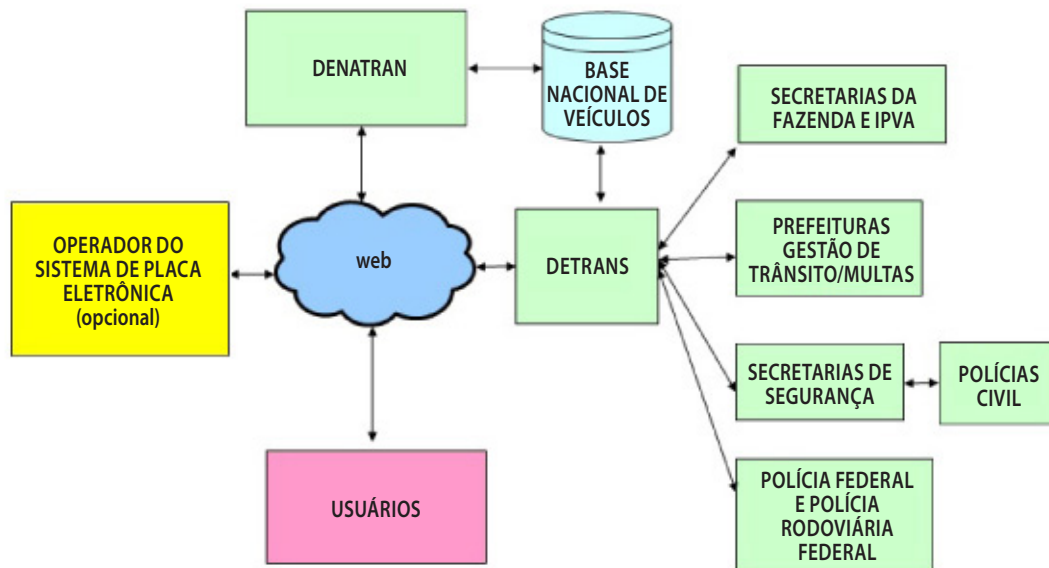 DENATRAN
BASE
NACIONAL DE
VEÍCULOS
SECRETARIAS DA
FAZENDA E IPVA
OPERADOR DO
SISTEMA DE PLACA
ELETRÔNICA
(opcional)
web
DETRANS
PREFEITURAS
GESTÃO DE
TRÂNSITO/MULTAS
SECRETARIAS DE
SEGURANÇA
POLÍCIAS
CIVIL
USUÁRIOS
POLÍCIA FEDERAL
E POLÍCIA
RODOVIÁRIA
FEDERAL